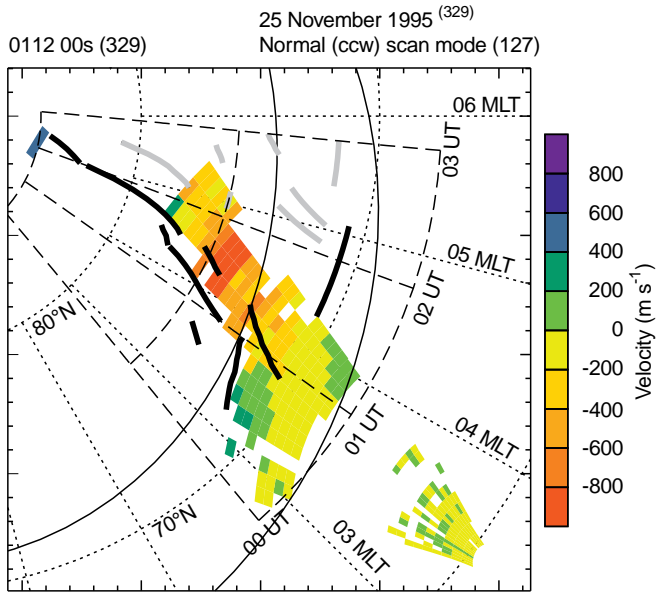 25 November 1995 (329)
0112 00s (329)
Normal (ccw) scan mode (127)
06 MLT
03 UT
05 MLT
02 UT
80°N
04 MLT
01 UT
70°N
00 UT
03 MLT
800
600
400
200
0
-200
-400
-600
-800
Velocity (m s-1)